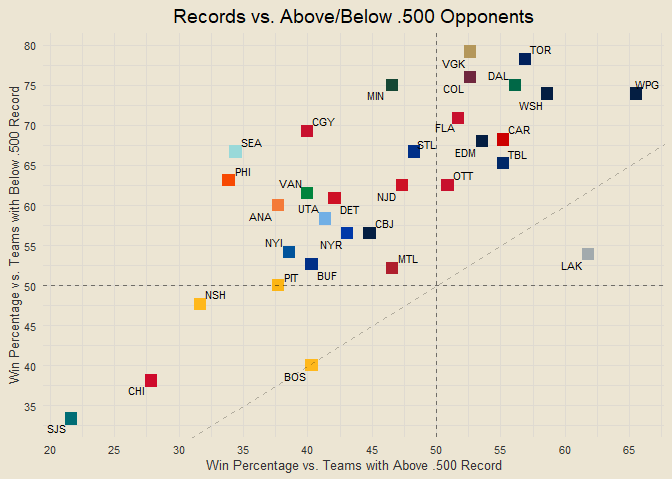 Records vs. Above/Below .500 Opponents
Win Percentage vs. Teams with Below .500 Record
80
75
70
65
60
55
50
45
40
35
VGK
TOR
COL
DAL
WPG
WSH
MIN
FLA
CAR
CGY
STL
EDM
TBL
SEA
PHI
OTT
VAN
NJD
ANA
UTA
DET
CBJ
NYI
NYR
MTL
LAK
PIT
BUF
NSH
BOS
CHI
SJS
20 25 30 35 40 45 50 55 60 65
Win Percentage vs. Teams with Above .500 Record